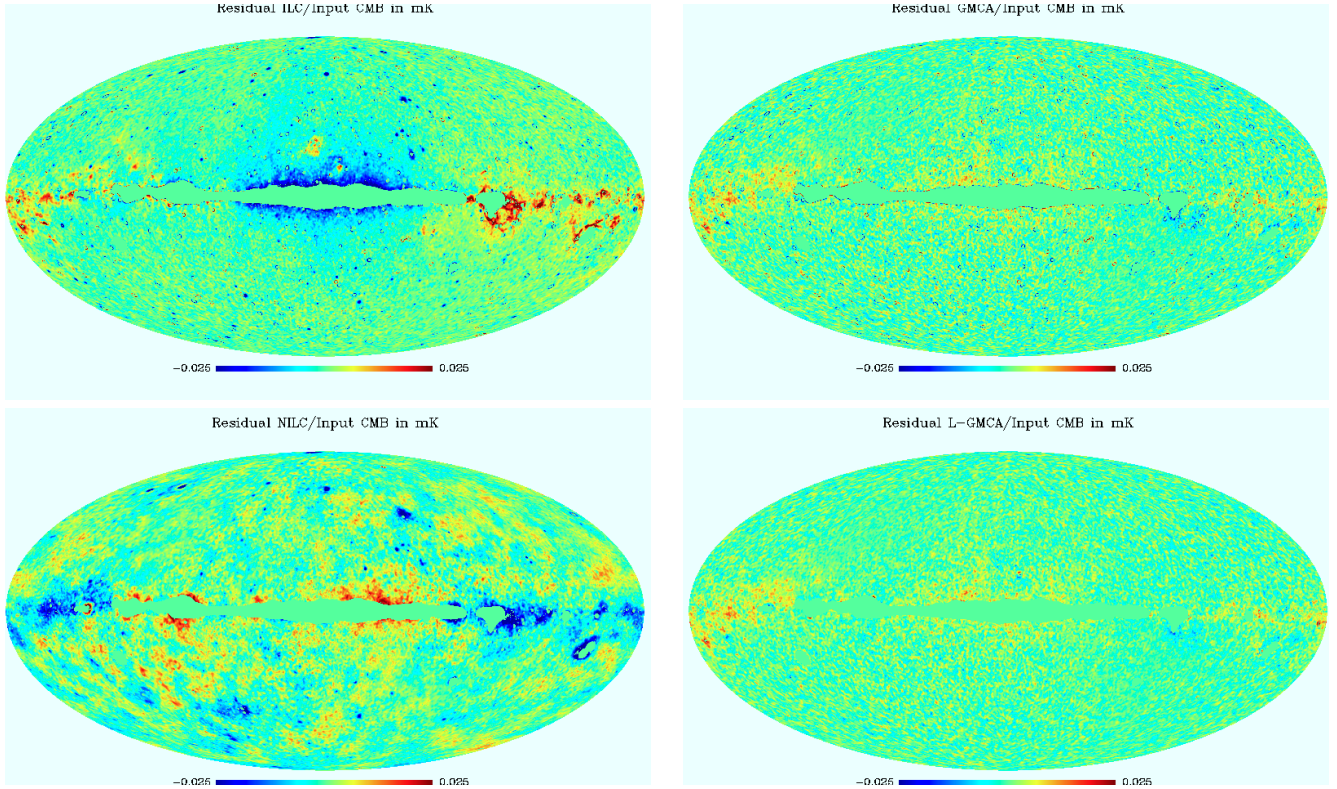 Residual ILC/Input CMB in mK
Residual GMCA/Input CMB in mK
-0.025 0.025
-0.025 0.025
Residual NILC/Input CMB in mK
Residual L-GMCA/Input CMB in mK
-0.025 0.025
-0.025 0.025